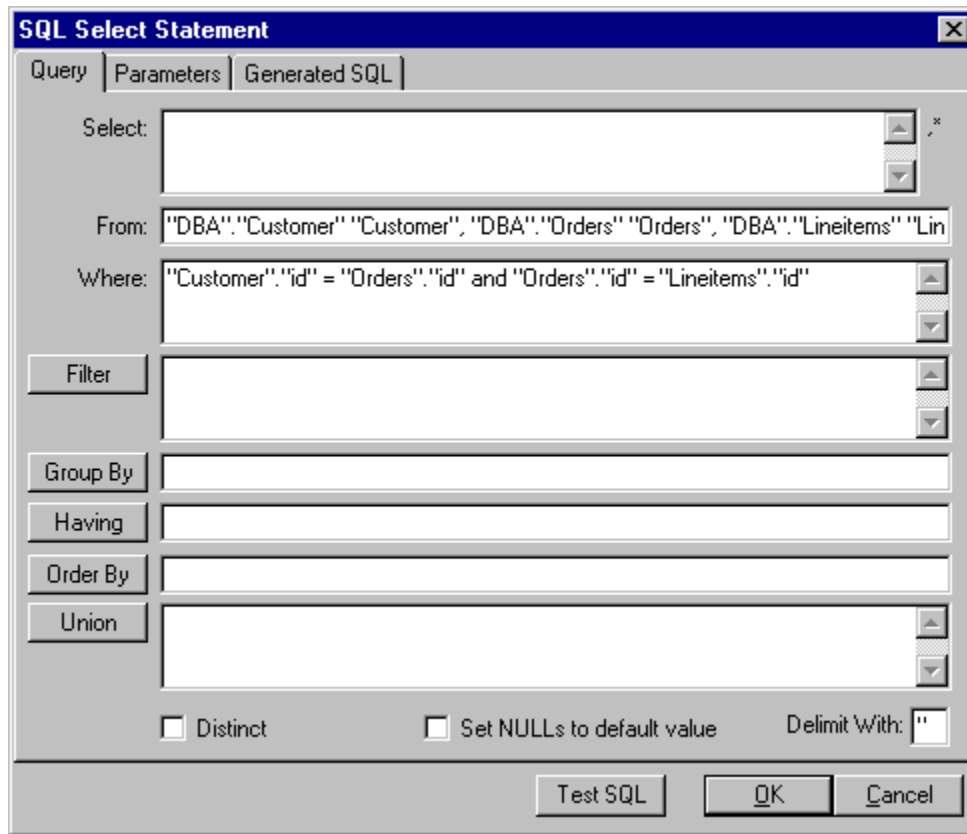 SQL Select Statement
Query Parameters Generated SQL
Select: ,*
From: "DBA"."Customer" "Customer", "DBA"."Orders" "Orders", "DBA"."Lineitems" "Lin
Where: "Customer"."id" = "Orders"."id" and "Orders"."id" = "Lineitems"."id"
Filter
Group By
Having
Order By
Union
Distinct Set NULLs to default value Delimit With: "
Test SQL OK Cancel